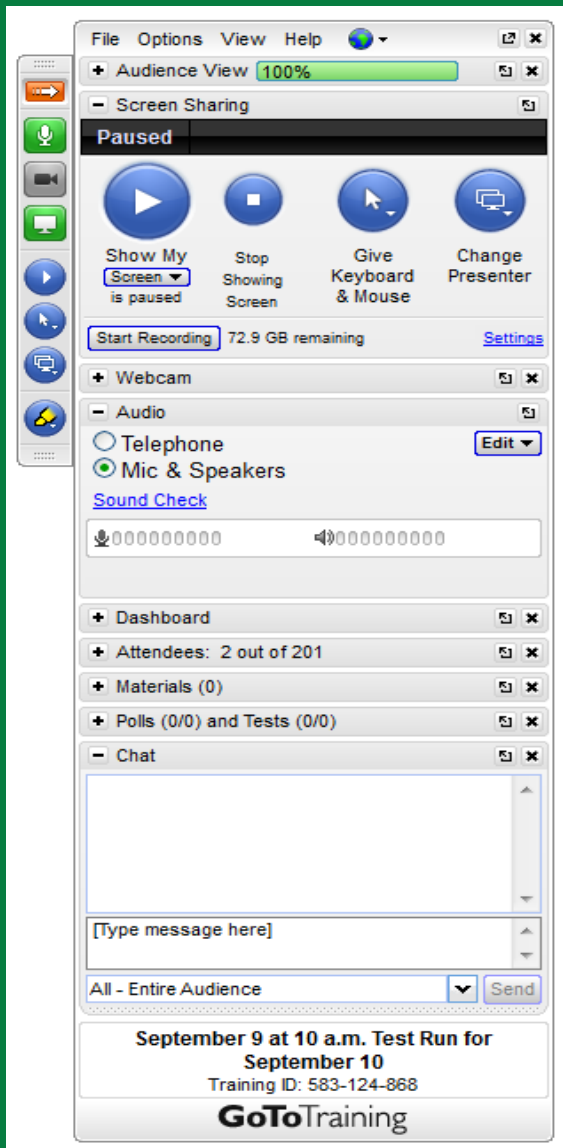 File Options View Help
Audience View 100%
Screen Sharing
Paused
Show My
Screen
is paused
Stop
Showing
Screen
Give
Keyboard
& Mouse
Change
Presenter
Start Recording 72.9 GB remaining Settings
Webcam
Audio
Telephone
Edit
Mic & Speakers
Sound Check
000000000 000000000
Dashboard
Attendees: 2 out of 201
Materials (0)
Polls (0/0) and Tests (0/0)
Chat
[Type message here]
All - Entire Audience Send
September 9 at 10 a.m. Test Run for
September 10
Training ID: 583-124-868
GoToTraining